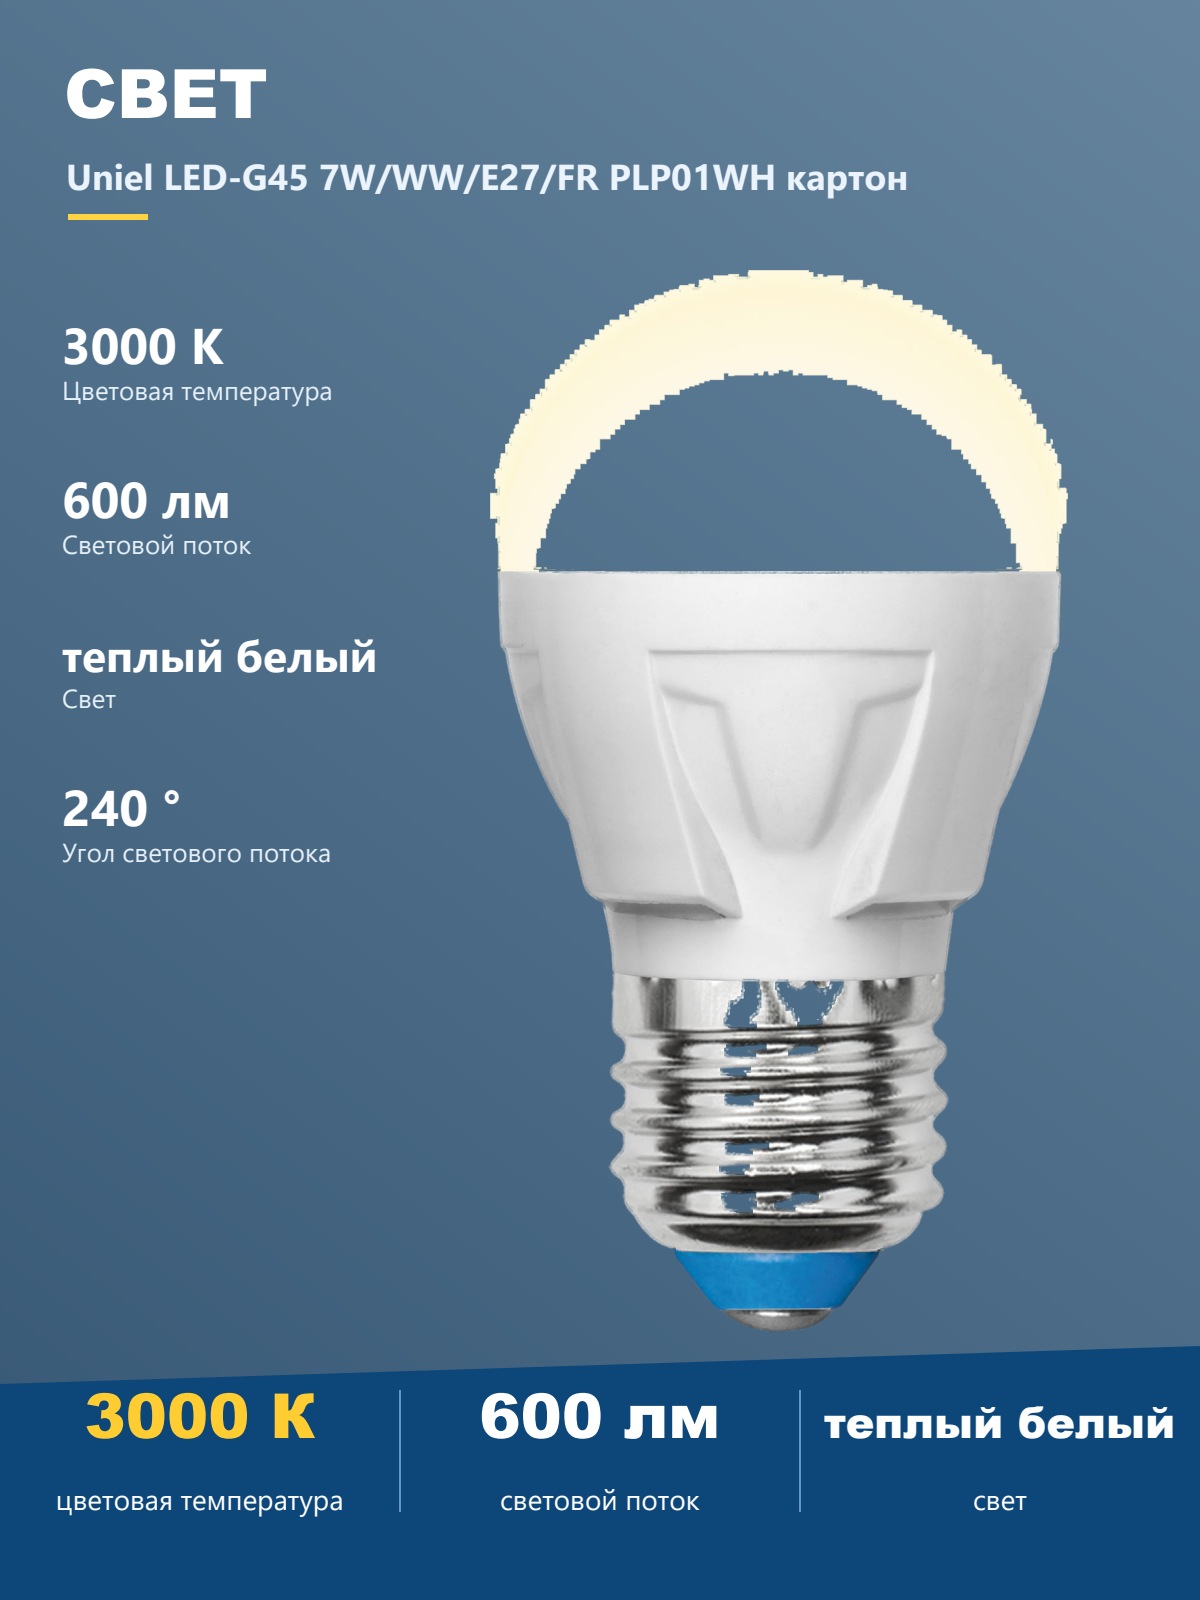 СВЕТ
Uniel LED-G45 7W/WW/E27/FR PLP01WH картон
3000 К
Цветовая температура
600 лм
Световой поток
теплый белый
Свет
240 °
Угол светового потока
3000 К
цветовая температура
600 лм
световой поток
теплый белый
свет